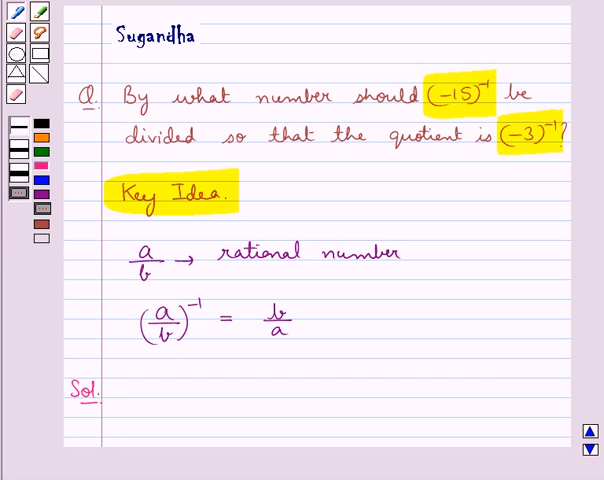 Sugandha
Q. By what number should (-15)⁻¹ be
divided so that the quotient is (-3)⁻¹?
Key Idea.
a/b → rational number
(a/b)⁻¹ = b/a
Sol.